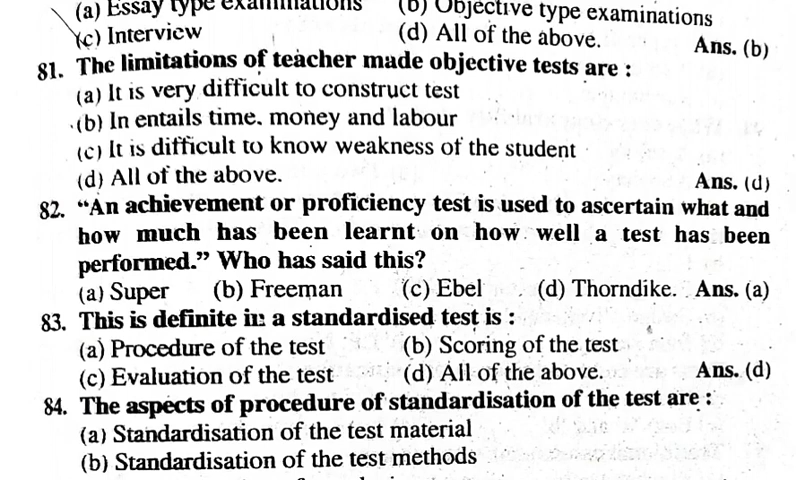 (a) Essay type examinations (b) Objective type examinations
(c) Interview (d) All of the above. Ans. (b)
81. The limitations of teacher made objective tests are :
(a) It is very difficult to construct test
(b) In entails time, money and labour
(c) It is difficult to know weakness of the student
(d) All of the above. Ans. (d)
82. “An achievement or proficiency test is used to ascertain what and
how much has been learnt on how well a test has been
performed.” Who has said this?
(a) Super (b) Freeman (c) Ebel (d) Thorndike. Ans. (a)
83. This is definite in a standardised test is :
(a) Procedure of the test (b) Scoring of the test
(c) Evaluation of the test (d) All of the above. Ans. (d)
84. The aspects of procedure of standardisation of the test are :
(a) Standardisation of the test material
(b) Standardisation of the test methods